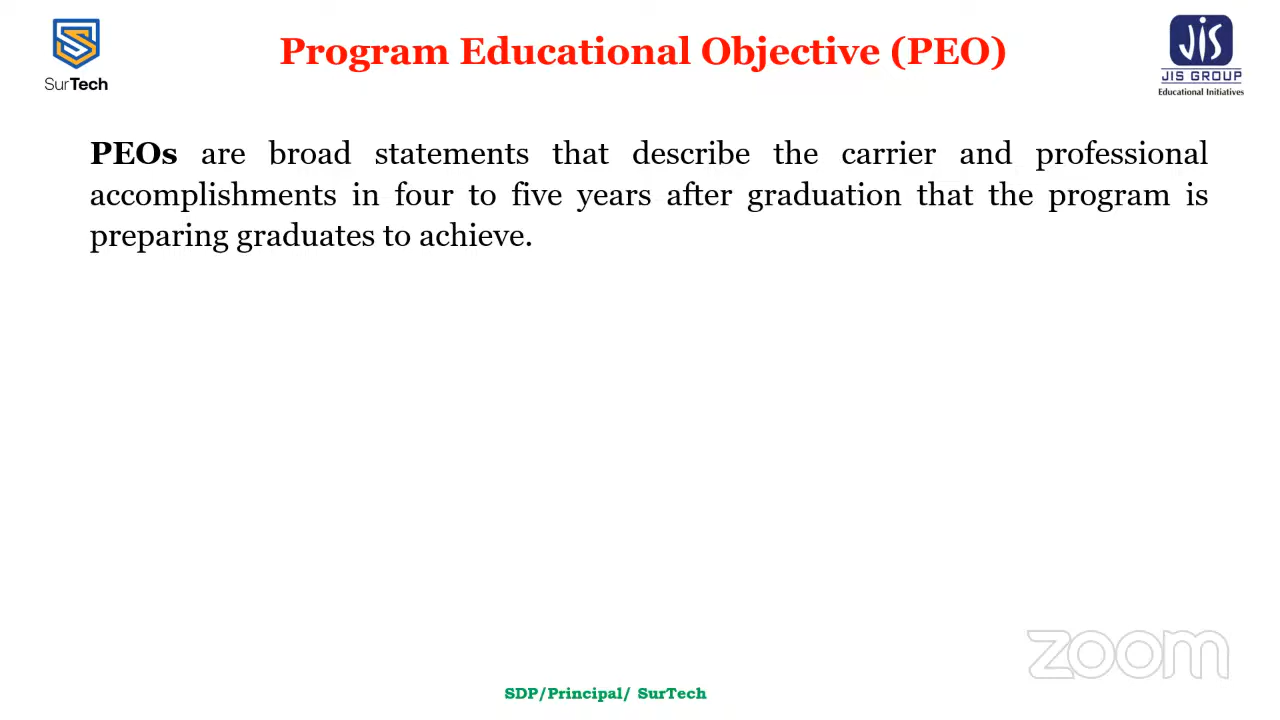 Program Educational Objective (PEO)
SurTech
JIS
JIS GROUP
Educational Initiatives
PEOs are broad statements that describe the carrier and professional
accomplishments in four to five years after graduation that the program is
preparing graduates to achieve.
zoom
SDP/Principal/ SurTech